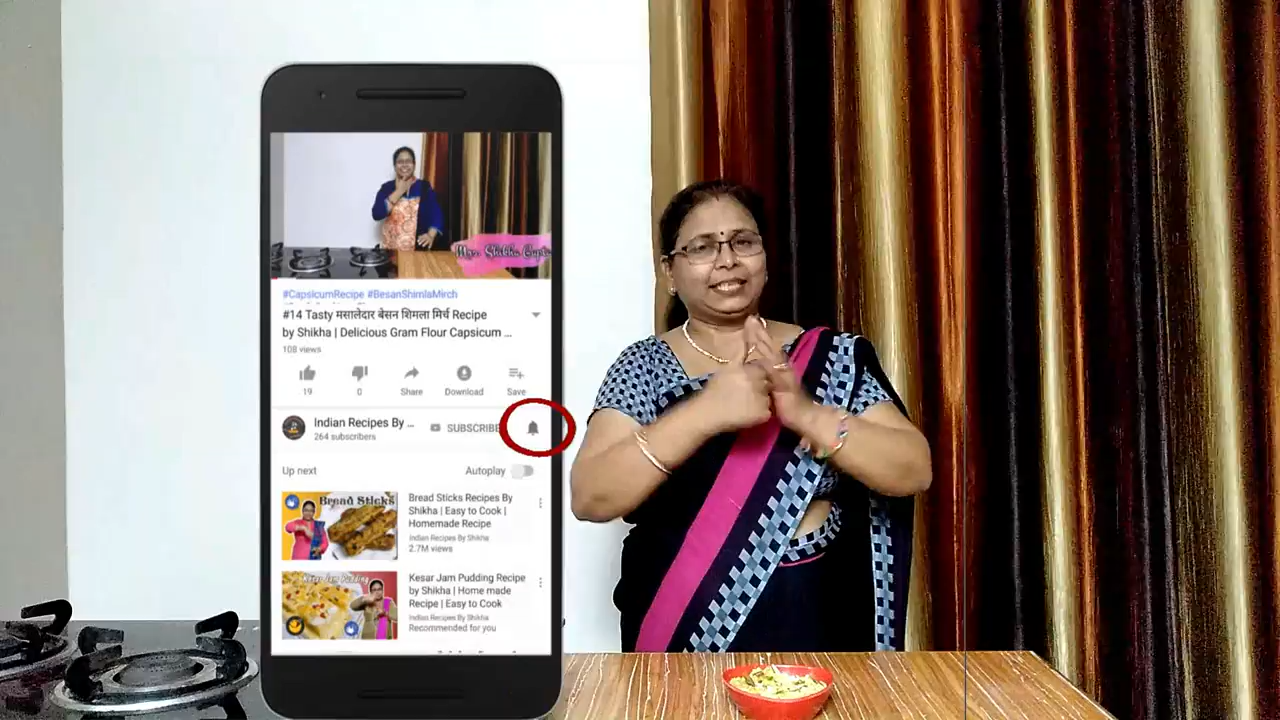 Mrs. Shikha Gupta
#CapsicumRecipe #BesanShimlaMirch
#14 Tasty मसालेदार बेसन शिमला मिर्च Recipe
by Shikha | Delicious Gram Flour Capsicum ...
108 views
19
0
Share
Download
Save
Indian Recipes By ...
SUBSCRIBE
264 subscribers
Up next
Autoplay
Bread Sticks
Bread Sticks Recipes By
Shikha | Easy to Cook |
Homemade Recipe
Indian Recipes By Shikha
2.7M views
Kesar Jam Pudding
Kesar Jam Pudding Recipe
by Shikha | Home made
Recipe | Easy to Cook
Indian Recipes By Shikha
Recommended for you